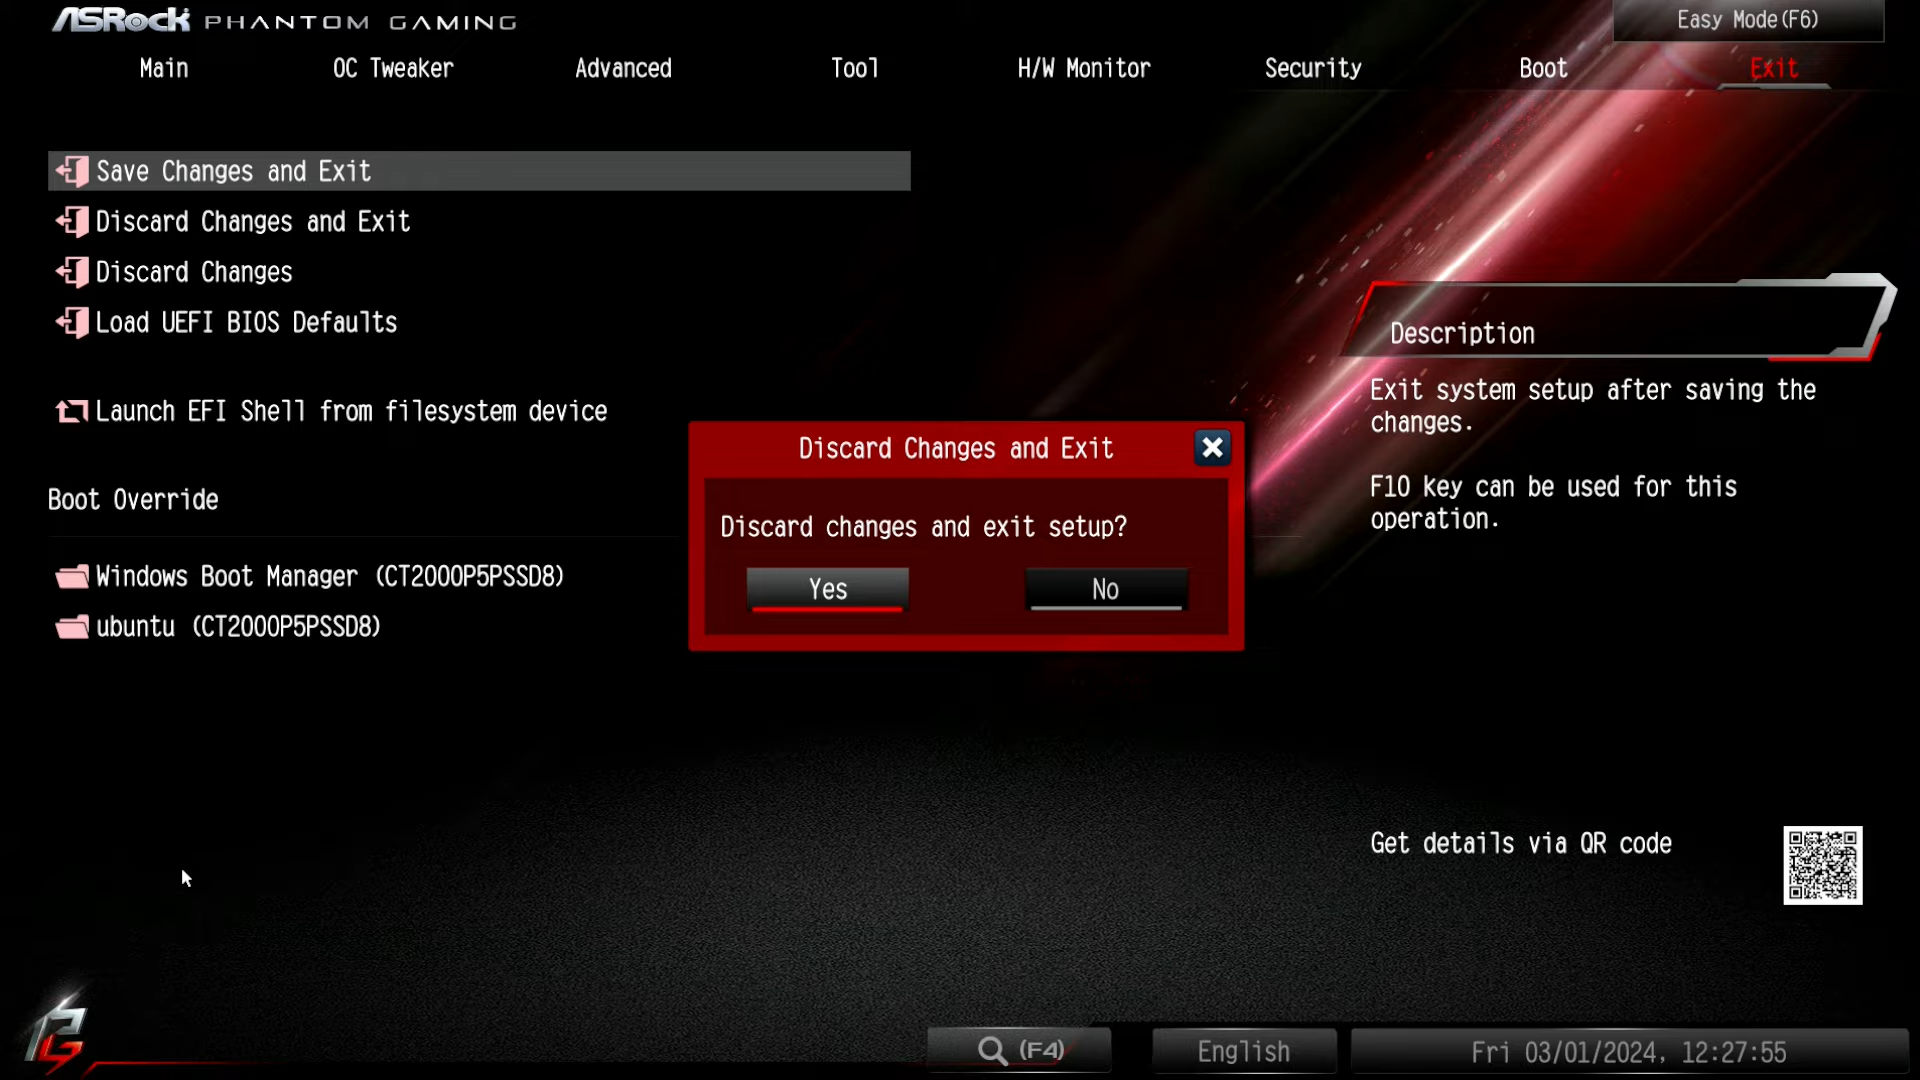 ASRock PHANTOM GAMING
Easy Mode(F6)
Main OC Tweaker Advanced Tool H/W Monitor Security Boot Exit
Save Changes and Exit
Discard Changes and Exit
Discard Changes
Load UEFI BIOS Defaults
Launch EFI Shell from filesystem device
Boot Override
Windows Boot Manager (CT2000P5PSSD8)
ubuntu (CT2000P5PSSD8)
Discard Changes and Exit
Discard changes and exit setup?
Yes No
Description
Exit system setup after saving the
changes.
F10 key can be used for this
operation.
Get details via QR code
(F4) English Fri 03/01/2024, 12:27:55